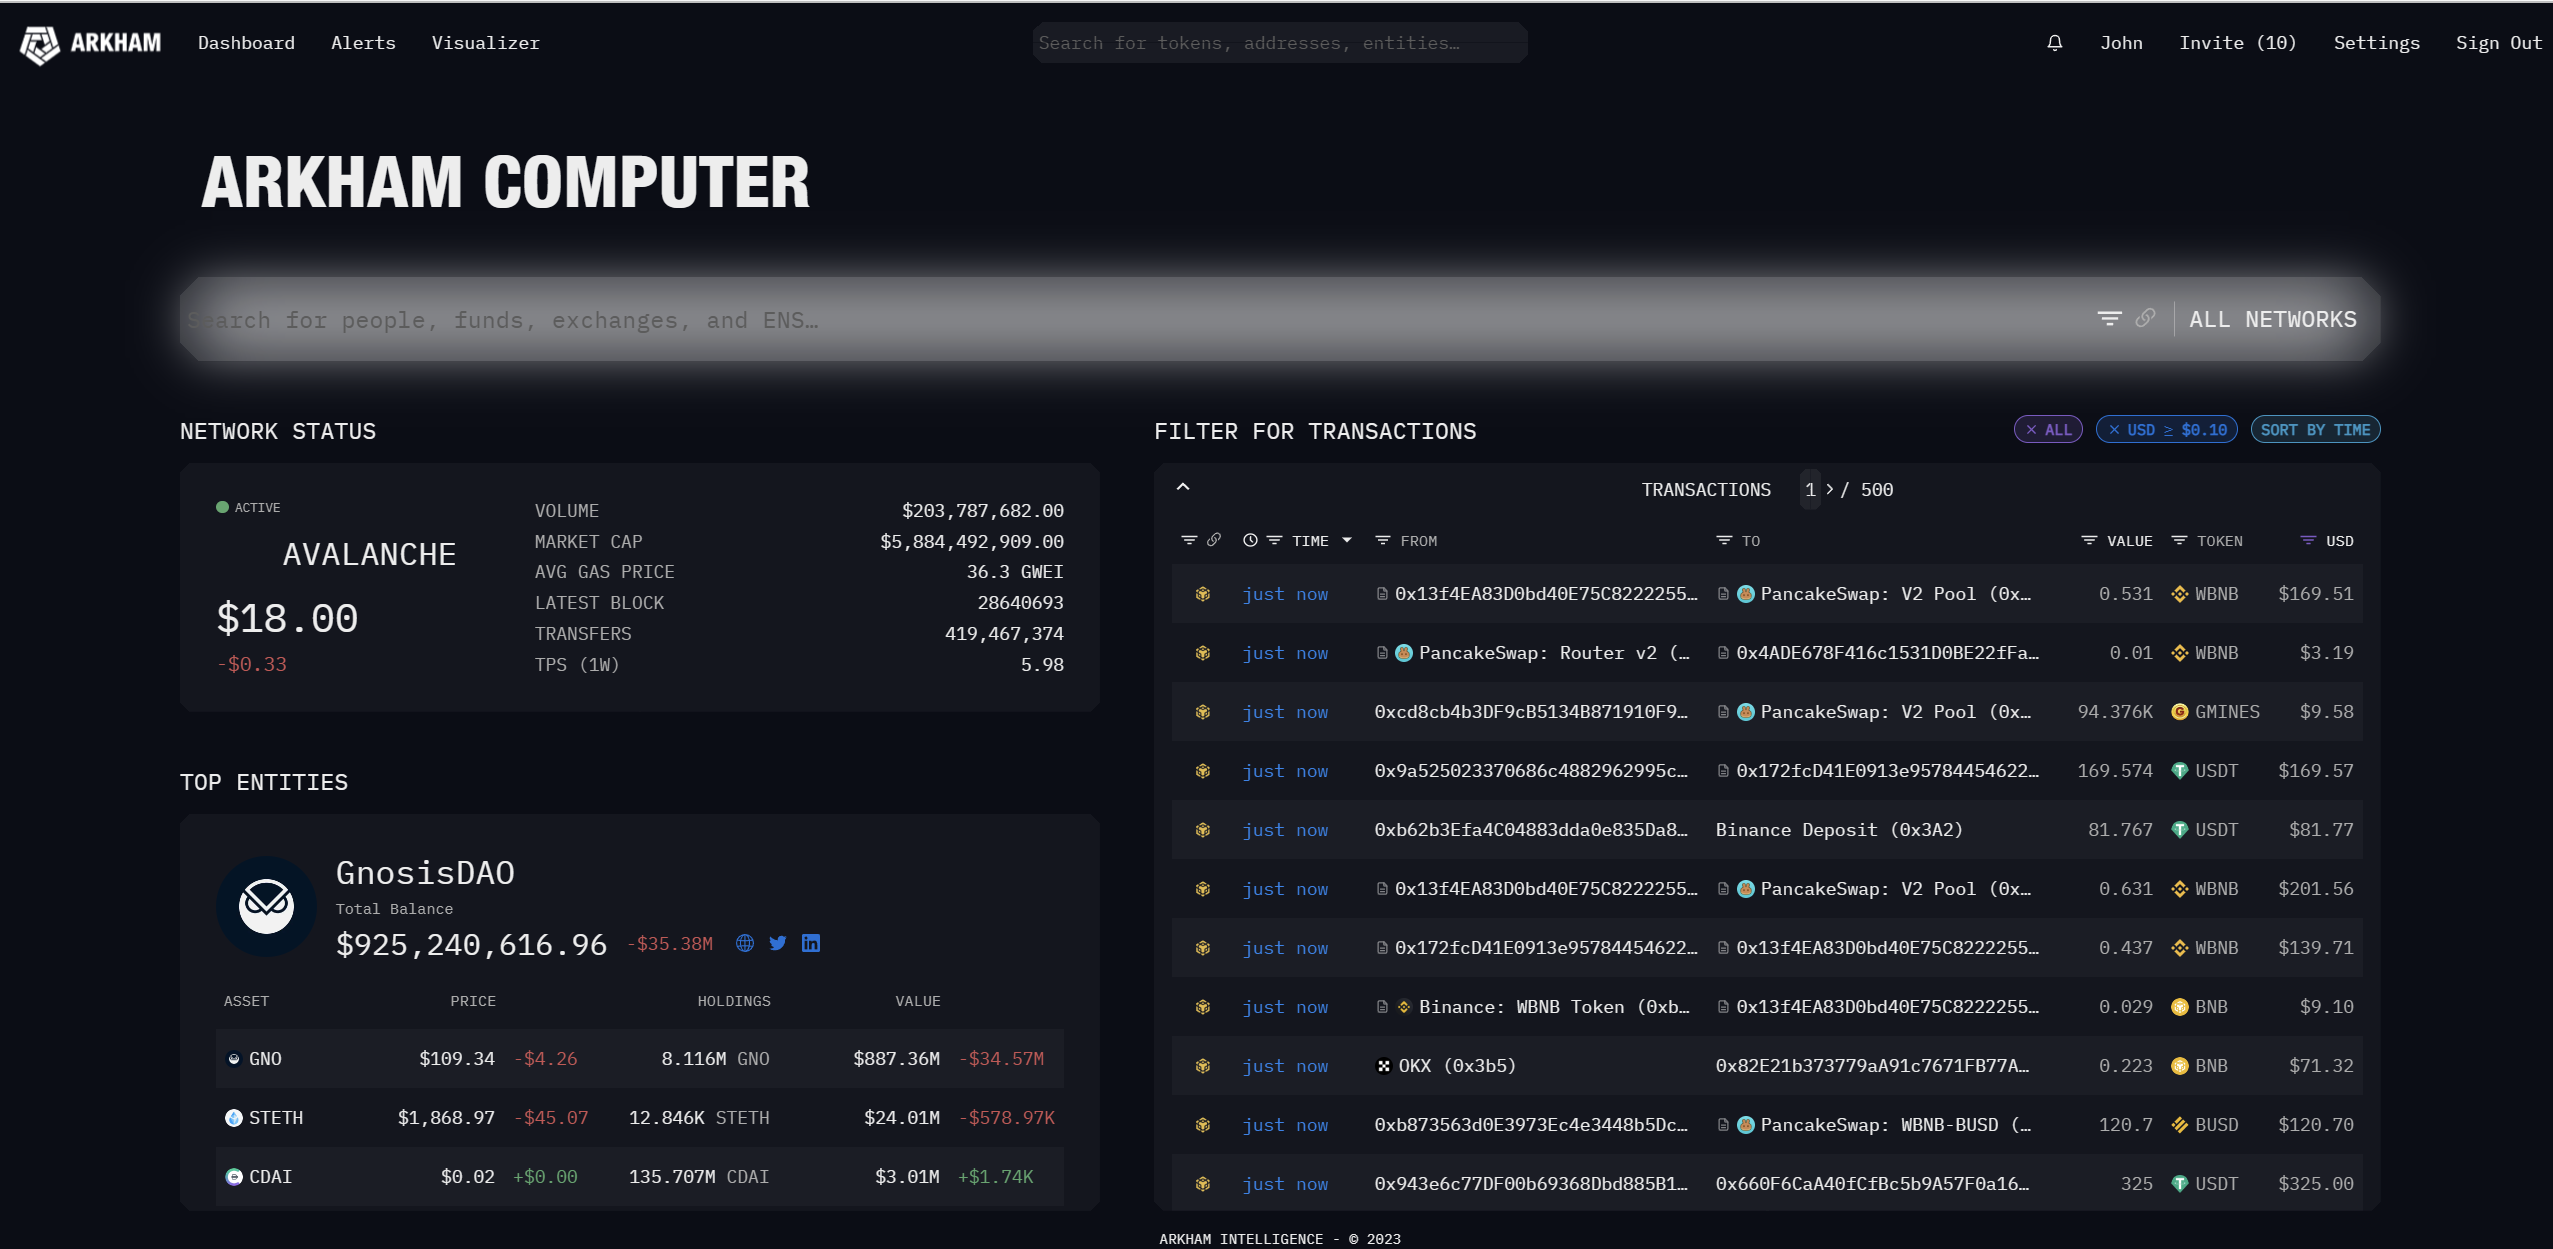 ARKHAM Dashboard Alerts Visualizer Search for tokens, addresses, entities… John Invite (10) Settings Sign Out
ARKHAM COMPUTER
Search for people, funds, exchanges, and ENS… ALL NETWORKS
NETWORK STATUS
ACTIVE
AVALANCHE
$18.00
-$0.33
VOLUME $203,787,682.00
MARKET CAP $5,884,492,909.00
AVG GAS PRICE 36.3 GWEI
LATEST BLOCK 28640693
TRANSFERS 419,467,374
TPS (1W) 5.98
TOP ENTITIES
GnosisDAO
Total Balance
$925,240,616.96 -$35.38M
ASSET PRICE HOLDINGS VALUE
GNO $109.34 -$4.26 8.116M GNO $887.36M -$34.57M
STETH $1,868.97 -$45.07 12.846K STETH $24.01M -$578.97K
CDAI $0.02 +$0.00 135.707M CDAI $3.01M +$1.74K
FILTER FOR TRANSACTIONS × ALL × USD ≥ $0.10 SORT BY TIME
TRANSACTIONS 1 > / 500
TIME FROM TO VALUE TOKEN USD
just now 0x13f4EA83D0bd40E75C8222255… PancakeSwap: V2 Pool (0x… 0.531 WBNB $169.51
just now PancakeSwap: Router v2 (… 0x4ADE678F416c1531D0BE22fFa… 0.01 WBNB $3.19
just now 0xcd8cb4b3DF9cB5134B871910F9… PancakeSwap: V2 Pool (0x… 94.376K GMINES $9.58
just now 0x9a525023370686c4882962995c… 0x172fcD41E0913e95784454622… 169.574 USDT $169.57
just now 0xb62b3Efa4C04883dda0e835Da8… Binance Deposit (0x3A2) 81.767 USDT $81.77
just now 0x13f4EA83D0bd40E75C8222255… PancakeSwap: V2 Pool (0x… 0.631 WBNB $201.56
just now 0x172fcD41E0913e95784454622… 0x13f4EA83D0bd40E75C8222255… 0.437 WBNB $139.71
just now Binance: WBNB Token (0xb… 0x13f4EA83D0bd40E75C8222255… 0.029 BNB $9.10
just now OKX (0x3b5) 0x82E21b373779aA91c7671FB77A… 0.223 BNB $71.32
just now 0xb873563d0E3973Ec4e3448b5Dc… PancakeSwap: WBNB-BUSD (… 120.7 BUSD $120.70
just now 0x943e6c77DF00b69368Dbd885B1… 0x660F6CaA40fCfBc5b9A57F0a16… 325 USDT $325.00
ARKHAM INTELLIGENCE - © 2023